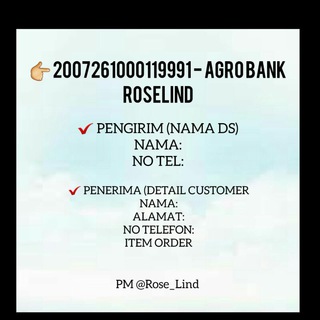 2007261000119991 - AGRO BANK
ROSELIND
PENGIRIM (NAMA DS)
NAMA:
NO TEL:
PENERIMA (DETAIL CUSTOMER
NAMA:
ALAMAT:
NO TELEFON:
ITEM ORDER
PM @Rose_Lind